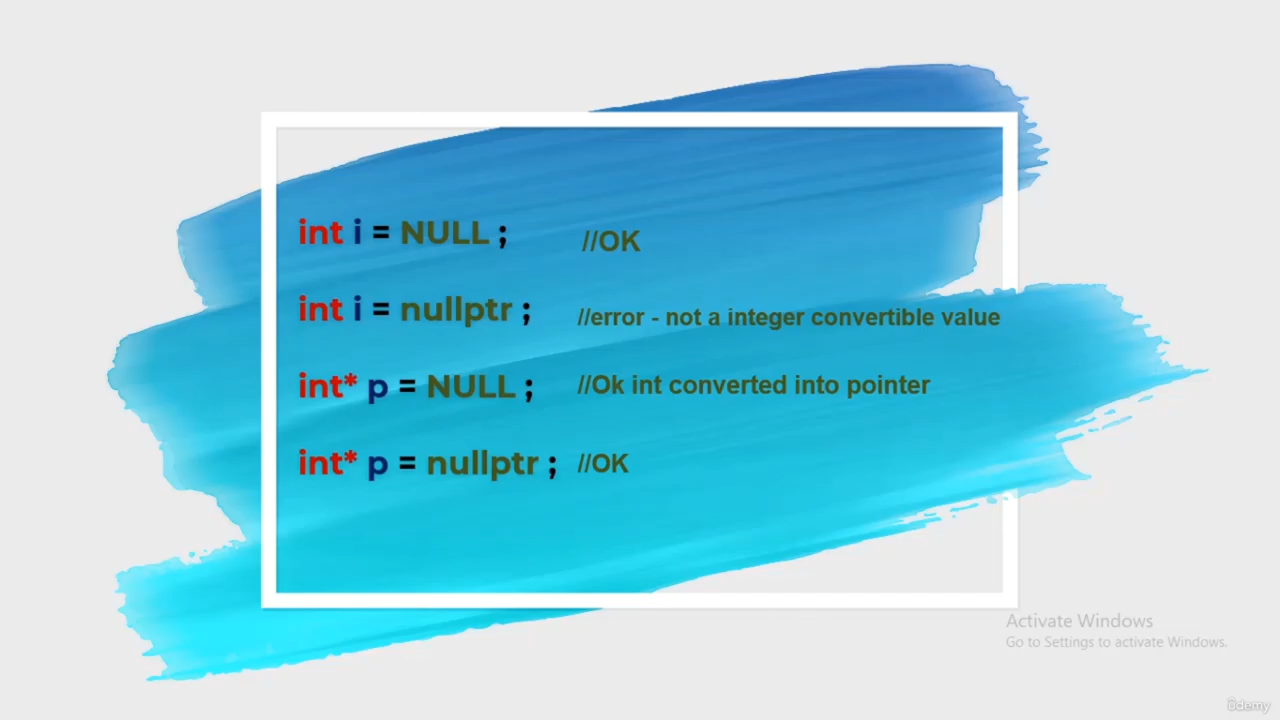 int i = NULL ; //OK
int i = nullptr ; //error - not a integer convertible value
int* p = NULL ; //Ok int converted into pointer
int* p = nullptr ; //OK
Activate Windows
Go to Settings to activate Windows.
ûdemy